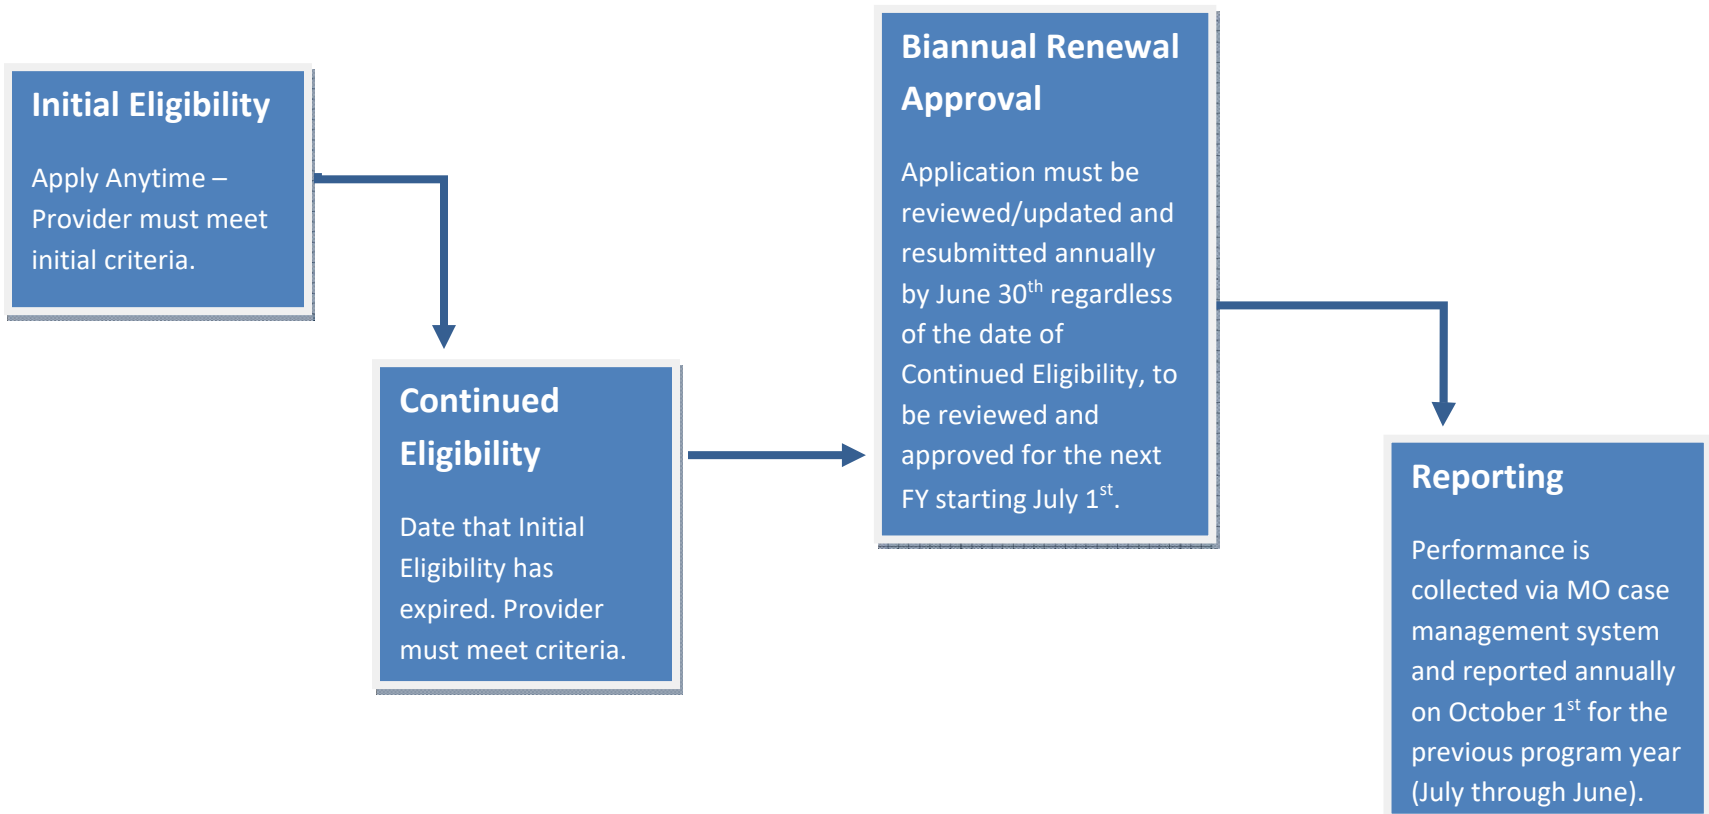 Initial Eligibility
Apply Anytime –
Provider must meet
initial criteria.
Continued
Eligibility
Date that Initial
Eligibility has
expired. Provider
must meet criteria.
Biannual Renewal
Approval
Application must be
reviewed/updated and
resubmitted annually
by June 30th regardless
of the date of
Continued Eligibility, to
be reviewed and
approved for the next
FY starting July 1st.
Reporting
Performance is
collected via MO case
management system
and reported annually
on October 1st for the
previous program year
(July through June).